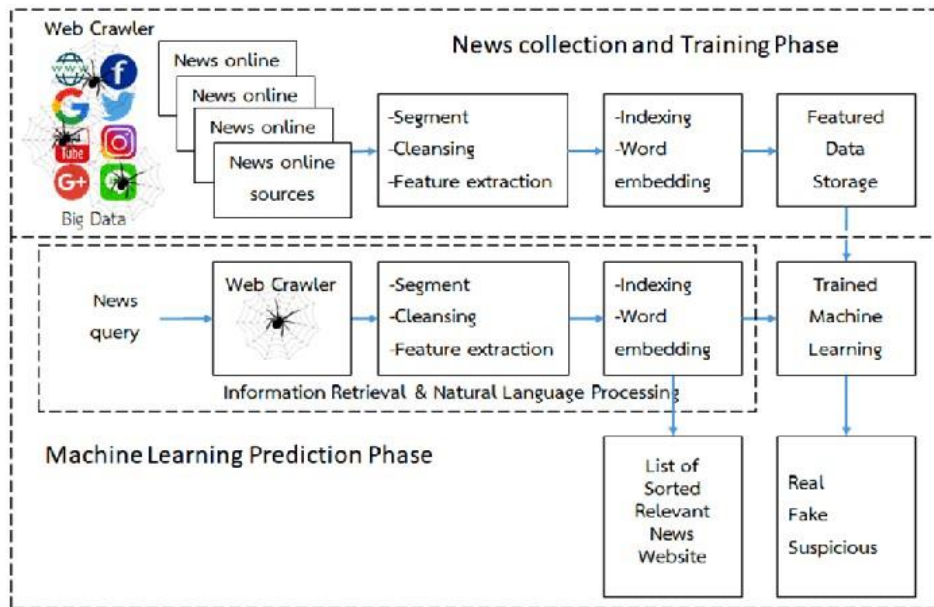 Web Crawler
News collection and Training Phase
WWW
f
G
Tube
G+
Big Data
News online
News online
News online
News online
sources
-Segment
-Cleansing
-Feature extraction
-Indexing
-Word
embedding
Featured
Data
Storage
News
query
Web Crawler
-Segment
-Cleansing
-Feature extraction
-Indexing
-Word
embedding
Trained
Machine
Learning
Information Retrieval & Natural Language Processing
Machine Learning Prediction Phase
List of
Sorted
Relevant
News
Website
Real
Fake
Suspicious